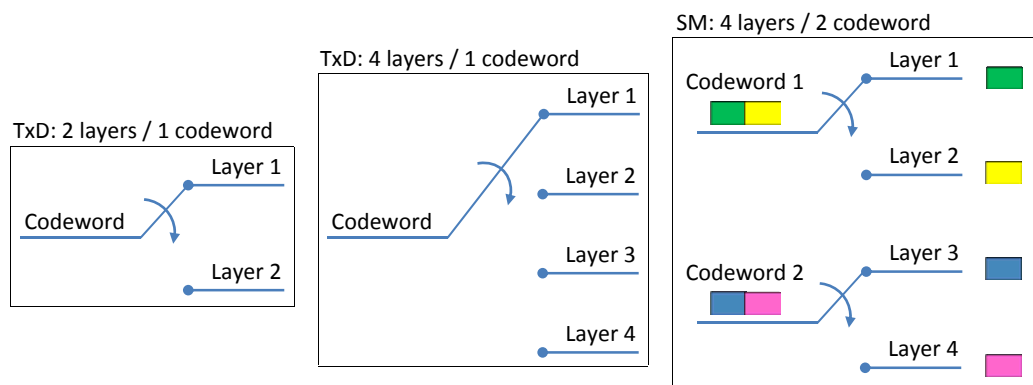 TxD: 2 layers / 1 codeword
Layer 1
Codeword
Layer 2
TxD: 4 layers / 1 codeword
Layer 1
Layer 2
Codeword
Layer 3
Layer 4
SM: 4 layers / 2 codeword
Layer 1
Codeword 1
Layer 2
Layer 3
Codeword 2
Layer 4